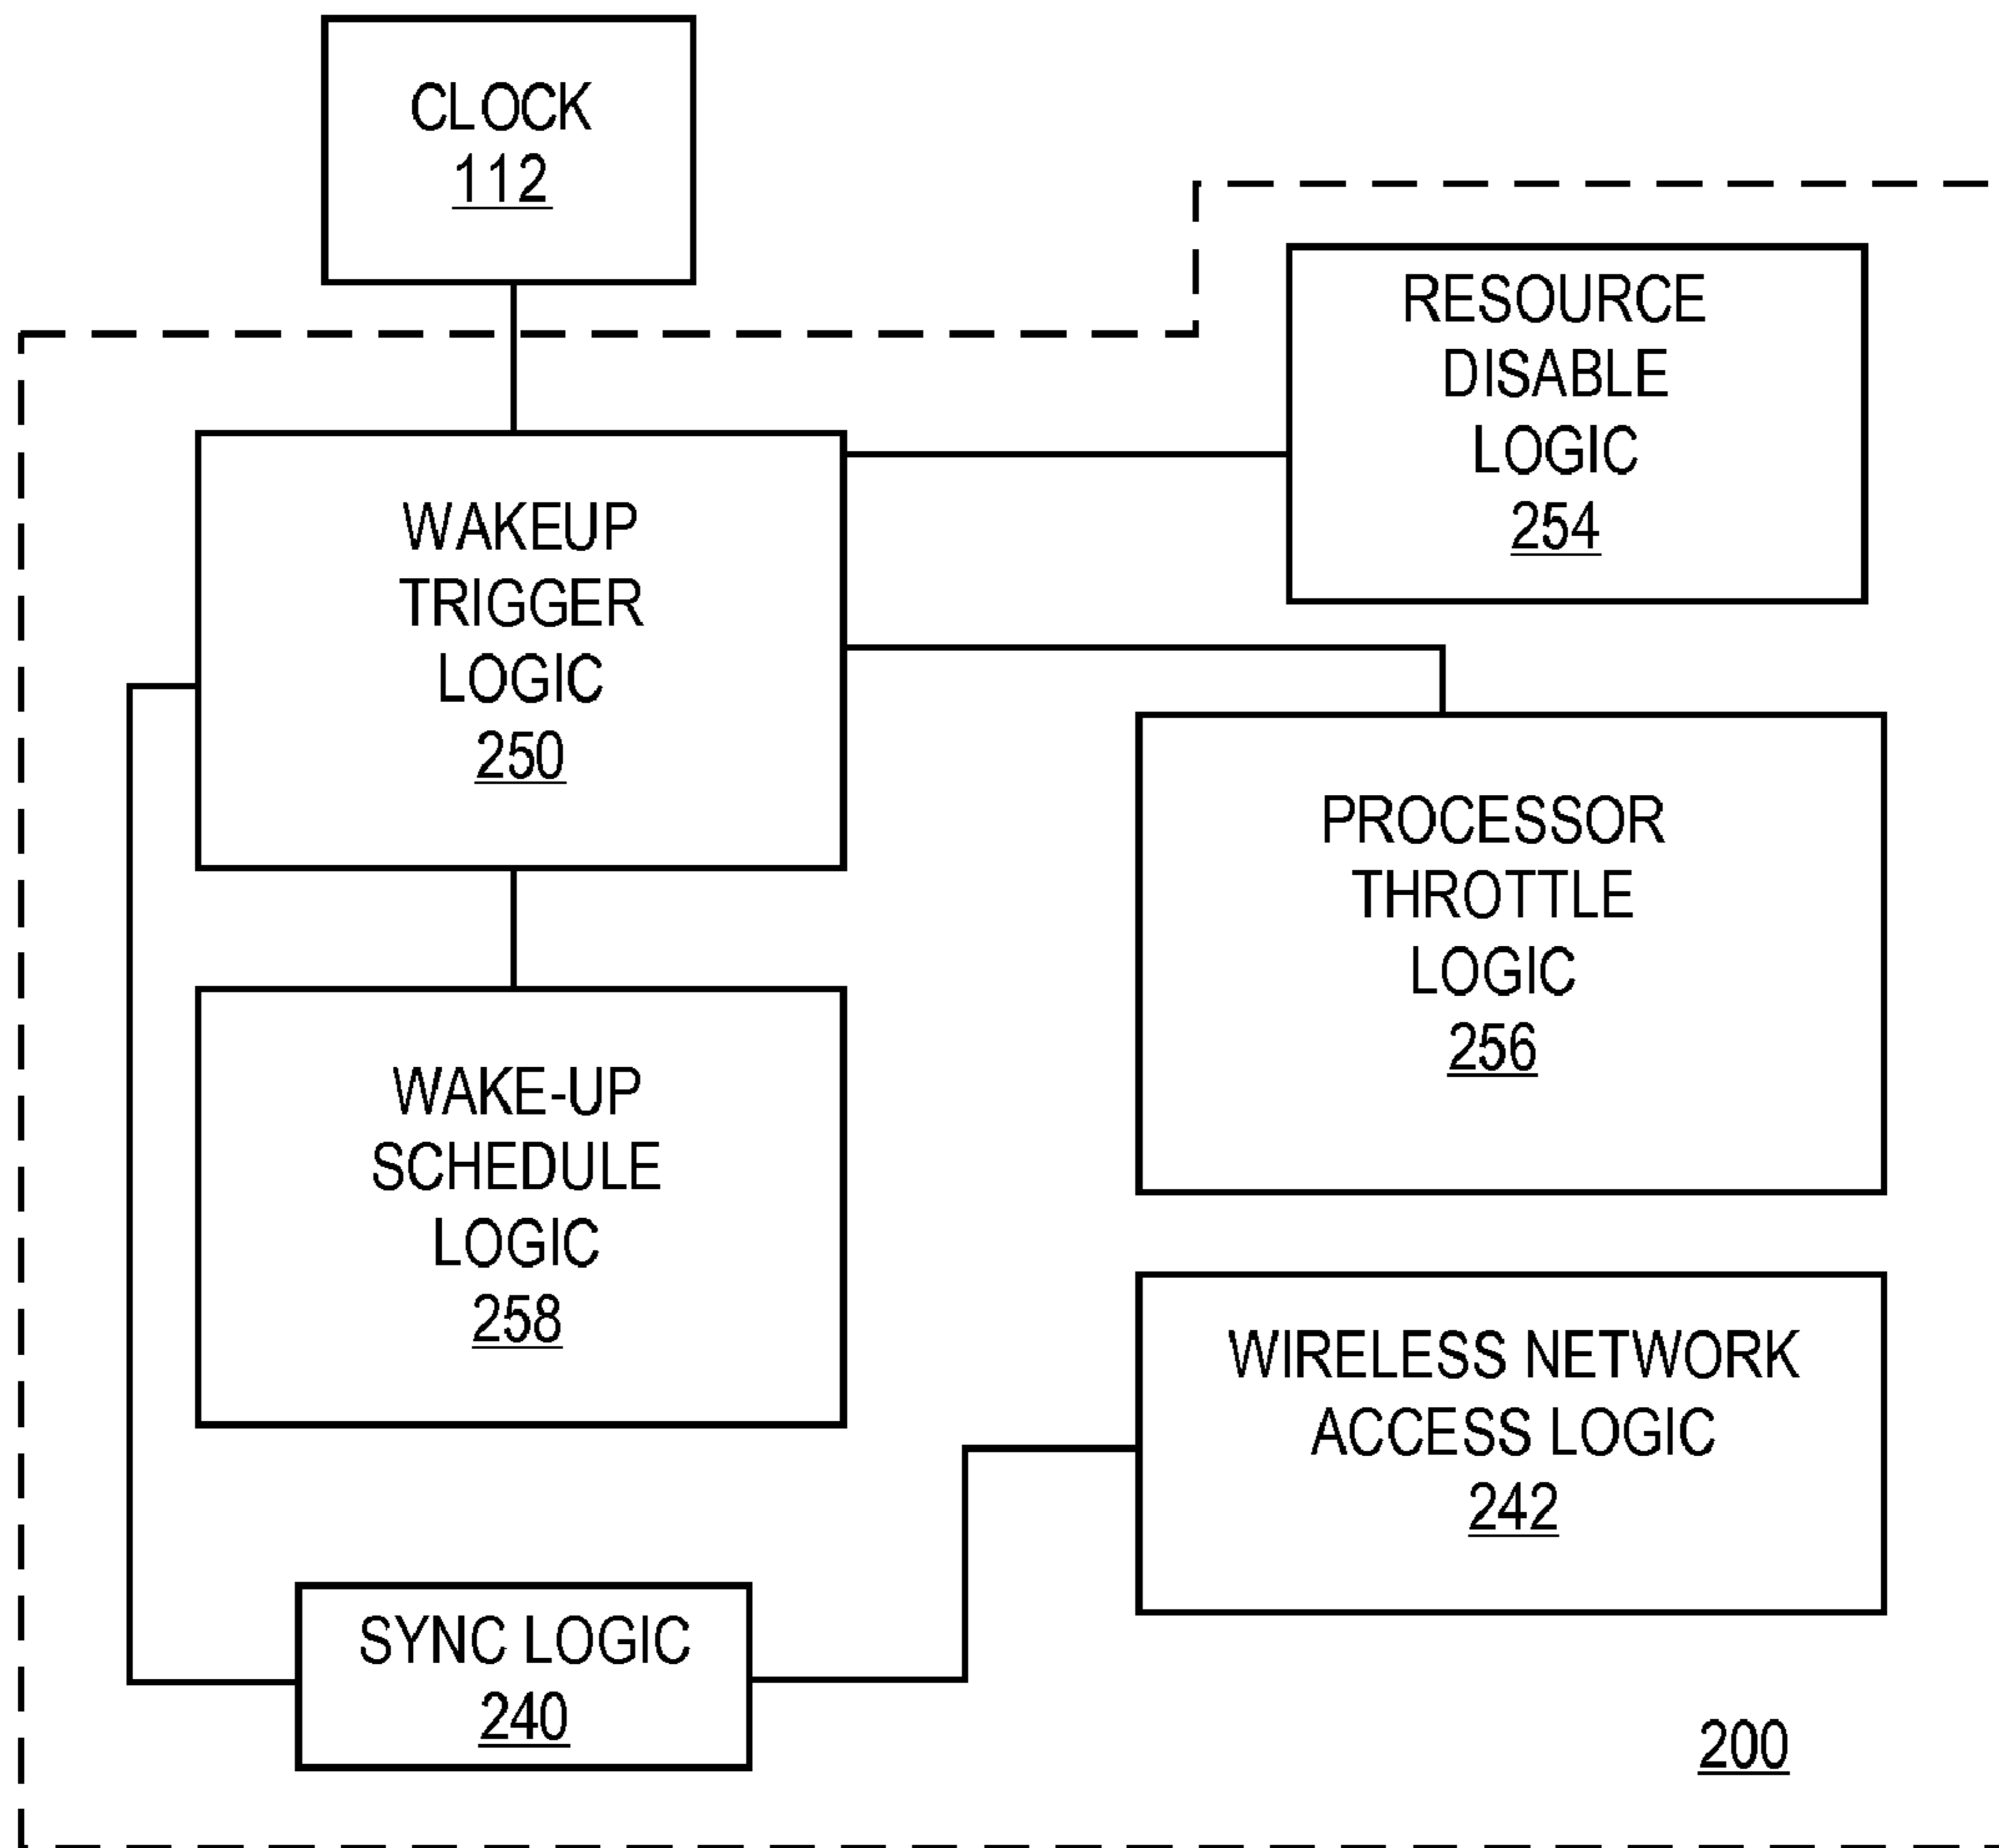 CLOCK
112
RESOURCE
DISABLE
LOGIC
254
WAKEUP
TRIGGER
LOGIC
250
PROCESSOR
THROTTLE
LOGIC
256
WAKE-UP
SCHEDULE
LOGIC
258
WIRELESS NETWORK
ACCESS LOGIC
242
SYNC LOGIC
240
200